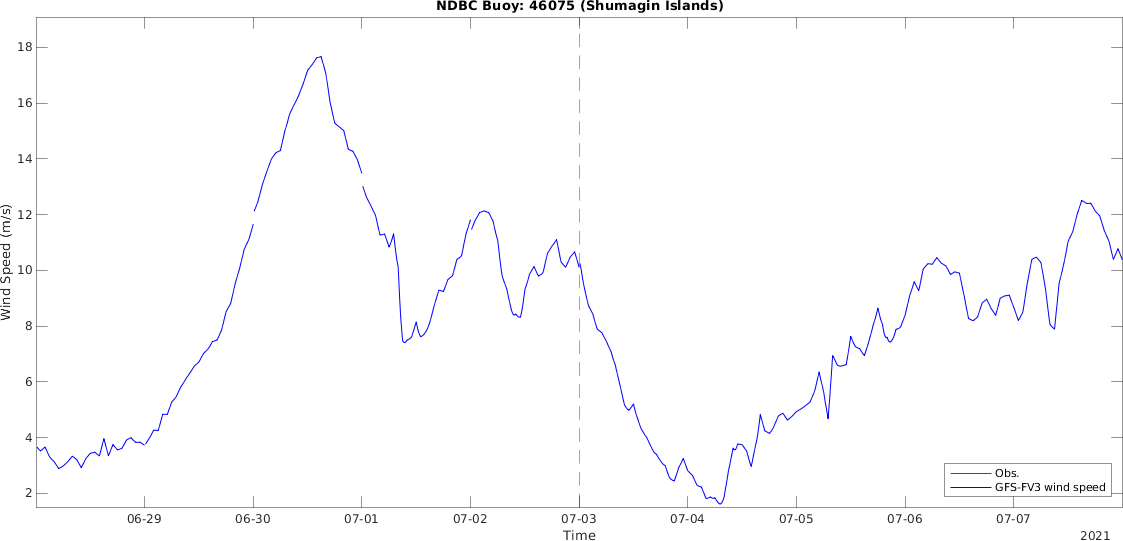 NDBC Buoy: 46075 (Shumagin Islands)
18
16
14
12
10
8
6
4
2
Wind Speed (m/s)
Obs.
GFS-FV3 wind speed
06-29 06-30 07-01 07-02 07-03 07-04 07-05 07-06 07-07
Time
2021